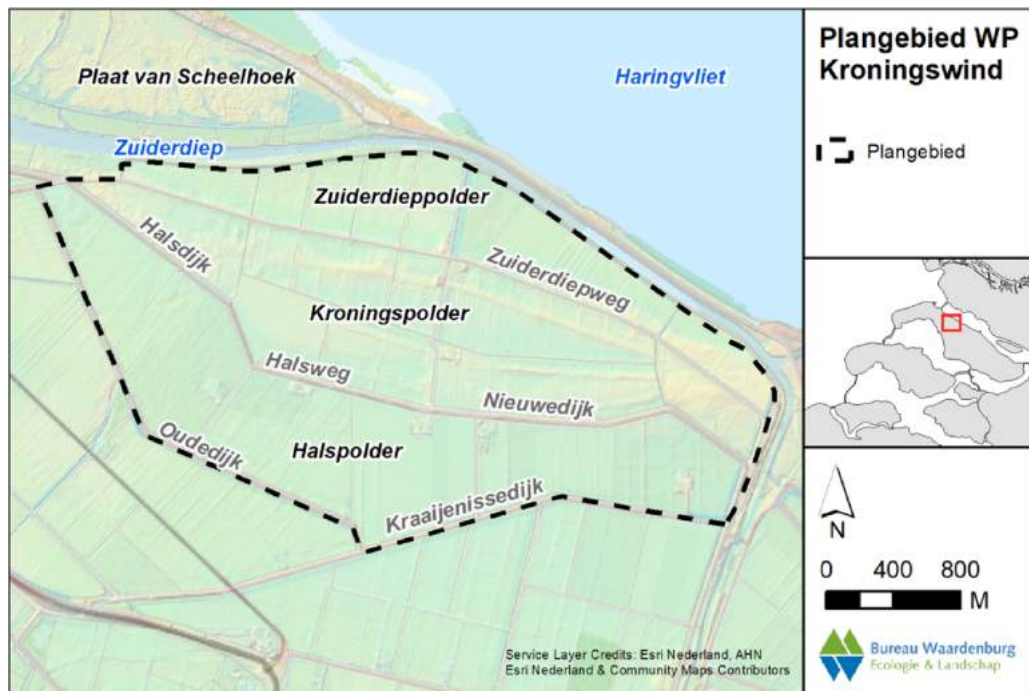 Plaat van Scheelhoek
Haringvliet
Zuiderdiep
Zuiderdieppolder
Halsdijk
Zuiderdiepweg
Kroningspolder
Halsweg
Nieuwedijk
Oudedijk
Halspolder
Kraaijenissedijk
Service Layer Credits: Esri Nederland, AHN
Esri Nederland & Community Maps Contributors
Plangebied WP
Kroningswind
Plangebied
N
0 400 800
M
Bureau Waardenburg
Ecologie & Landschap